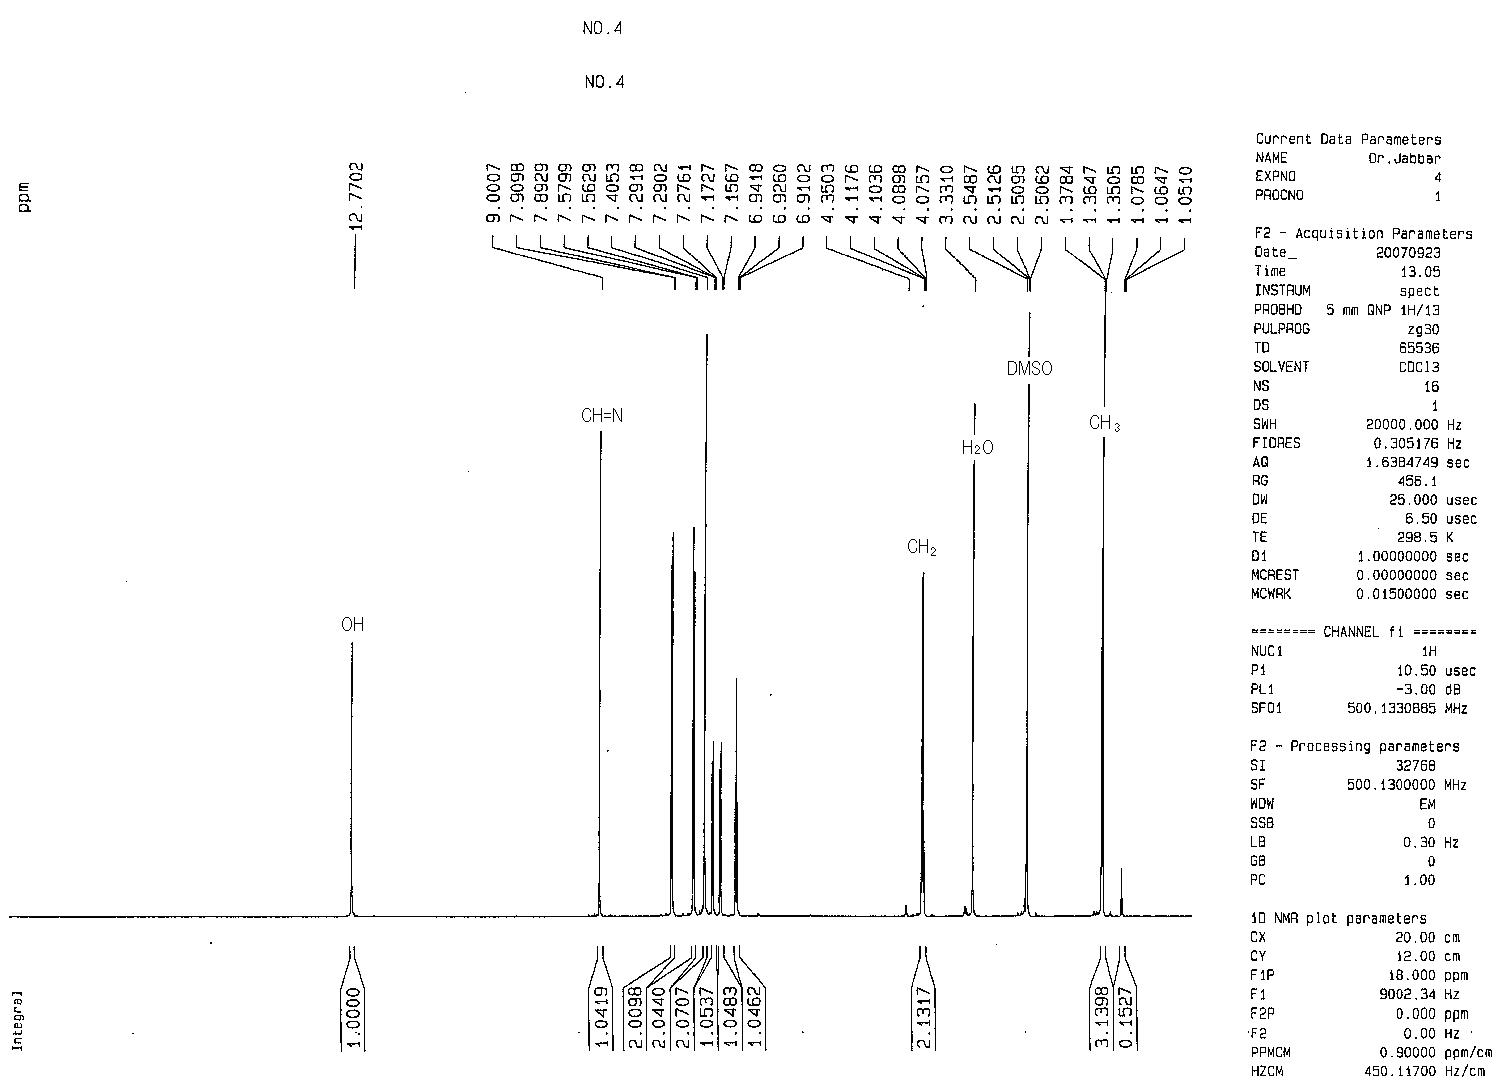 NO.4
NO.4
ppm
12.7702
9.0007
7.9098
7.8929
7.5799
7.5629
7.4053
7.2918
7.2902
7.2761
7.1727
7.1567
6.9418
6.9260
6.9102
4.3503
4.1176
4.1036
4.0898
4.0757
3.3310
2.5487
2.5126
2.5095
2.5062
1.3784
1.3647
1.3505
1.0785
1.0647
1.0510
OH
CH=N
CH2
H2O
DMSO
CH3
Integral
1.0000
1.0419
2.0098
2.0440
2.0707
1.0537
1.0483
1.0462
2.1317
3.1398
0.1527
Current Data Parameters
NAME Dr.Jabbar
EXPNO 4
PROCNO 1
F2 - Acquisition Parameters
Date_ 20070923
Time 13.05
INSTRUM spect
PROBHD 5 mm QNP 1H/13
PULPROG zg30
TD 65536
SOLVENT CDCl3
NS 16
DS 1
SWH 20000.000 Hz
FIDRES 0.305176 Hz
AQ 1.6384749 sec
RG 456.1
DW 25.000 usec
DE 6.50 usec
TE 298.5 K
D1 1.00000000 sec
MCREST 0.00000000 sec
MCWRK 0.01500000 sec
======== CHANNEL f1 ========
NUC1 1H
P1 10.50 usec
PL1 -3.00 dB
SFO1 500.1330885 MHz
F2 - Processing parameters
SI 32768
SF 500.1300000 MHz
WDW EM
SSB 0
LB 0.30 Hz
GB 0
PC 1.00
1D NMR plot parameters
CX 20.00 cm
CY 12.00 cm
F1P 18.000 ppm
F1 9002.34 Hz
F2P 0.000 ppm
F2 0.00 Hz
PPMCM 0.90000 ppm/cm
HZCM 450.11700 Hz/cm